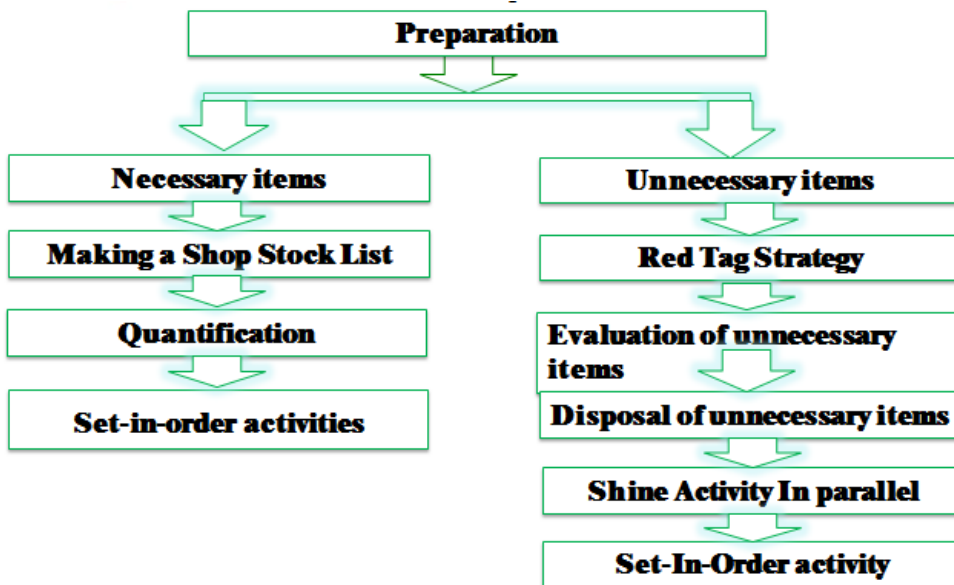 Preparation
Necessary items
Making a Shop Stock List
Quantification
Set-in-order activities
Unnecessary items
Red Tag Strategy
Evaluation of unnecessary
items
Disposal of unnecessary items
Shine Activity In parallel
Set-In-Order activity